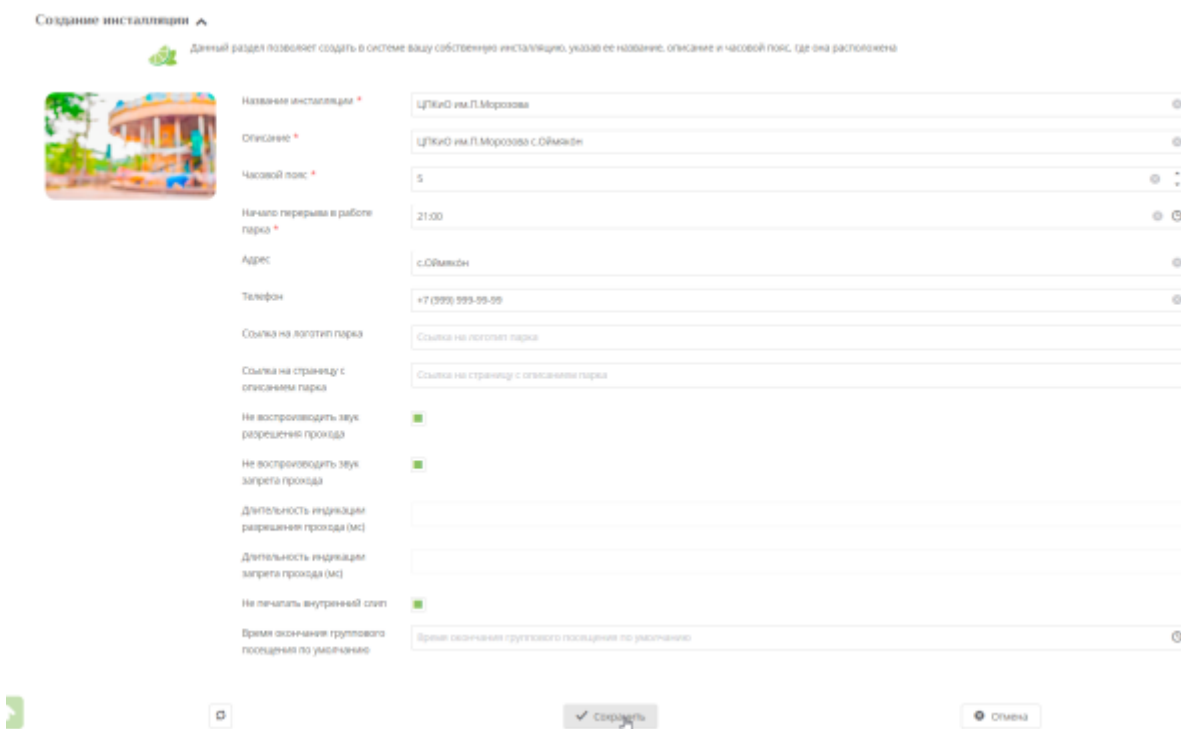 Создание инсталляции
Данный раздел позволяет создать в системе вашу собственную инсталляцию, указав ее название, описание и часовой пояс, где она расположена
Название инсталляции *
ЦПКиО им.П.Морозова
Описание *
ЦПКиО им.П.Морозова с.Оймякон
Часовой пояс *
5
Начало перерыва в работе
парка *
21:00
Адрес
с.Оймякон
Телефон
+7 (999) 999-99-99
Ссылка на логотип парка
Ссылка на логотип парка
Ссылка на страницу с
описанием парка
Ссылка на страницу с описанием парка
Не воспроизводить звук
разрешения прохода
Не воспроизводить звук
запрета прохода
Длительность индикации
разрешения прохода (мс)
Длительность индикации
запрета прохода (мс)
Не печатать внутренний слип
Время окончания группового
посещения по умолчанию
Время окончания группового посещения по умолчанию
Сохранить
Отмена